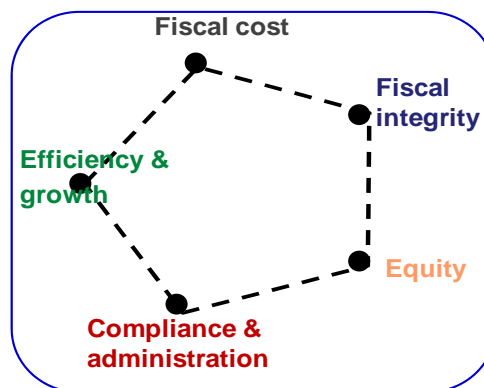 Fiscal cost
Fiscal
integrity
Efficiency &
growth
Equity
Compliance &
administration